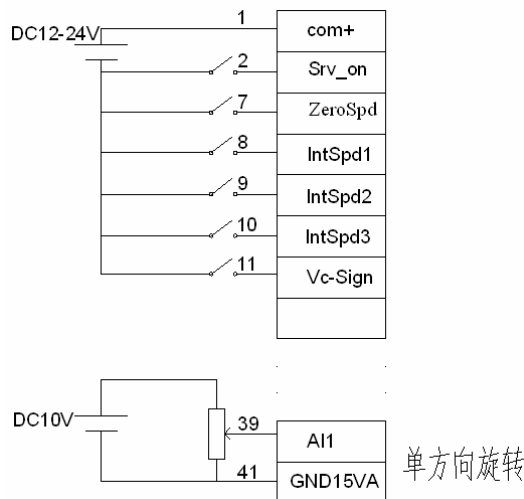 1 com+
DC12-24V
2 Srv_on
7 ZeroSpd
8 IntSpd1
9 IntSpd2
10 IntSpd3
11 Vc-Sign
DC10V
39 AI1
41 GND15VA 单方向旋转